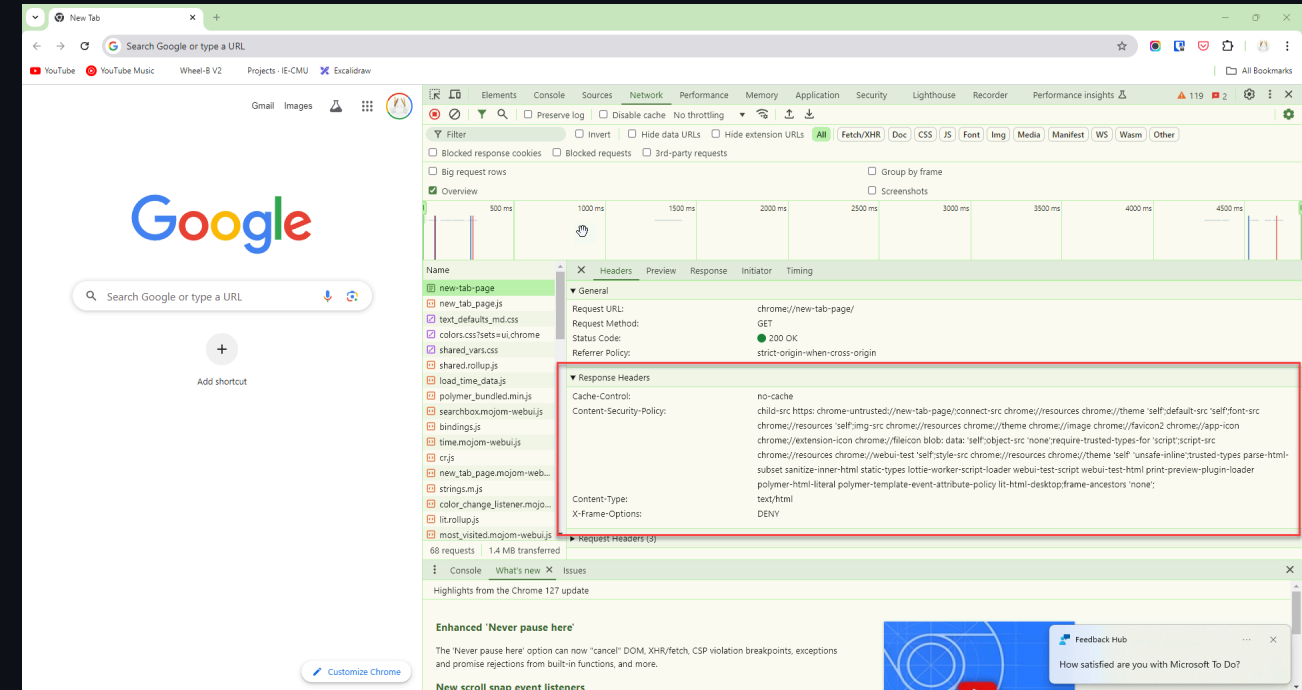 New Tab
Search Google or type a URL
YouTube YouTube Music Wheel-B V2 Projects · IE-CMU Excalidraw All Bookmarks
Gmail Images
Google
Search Google or type a URL
Add shortcut
Customize Chrome
Elements Console Sources Network Performance Memory Application Security Lighthouse Recorder Performance insights 119 2
Preserve log Disable cache No throttling
Filter Invert Hide data URLs Hide extension URLs All Fetch/XHR Doc CSS JS Font Img Media Manifest WS Wasm Other
Blocked response cookies Blocked requests 3rd-party requests
Big request rows Group by frame
Overview Screenshots
500 ms 1000 ms 1500 ms 2000 ms 2500 ms 3000 ms 3500 ms 4000 ms 4500 ms
Name
new-tab-page
new_tab_page.js
text_defaults_md.css
colors.css?sets=ui,chrome
shared_vars.css
shared.rollup.js
load_time_data.js
polymer_bundled.min.js
searchbox.mojom-webui.js
bindings.js
time.mojom-webui.js
cr.js
new_tab_page.mojom-web...
strings.m.js
color_change_listener.mojo...
lit.rollup.js
most_visited.mojom-webui.js
68 requests 1.4 MB transferred
Headers Preview Response Initiator Timing
General
Request URL: chrome://new-tab-page/
Request Method: GET
Status Code: 200 OK
Referrer Policy: strict-origin-when-cross-origin
Response Headers
Cache-Control: no-cache
Content-Security-Policy: child-src https: chrome-untrusted://new-tab-page/;connect-src chrome://resources chrome://theme 'self';default-src 'self';font-src
chrome://resources 'self';img-src chrome://resources chrome://theme chrome://image chrome://favicon2 chrome://app-icon
chrome://extension-icon chrome://fileicon blob: data: 'self';object-src 'none';require-trusted-types-for 'script';script-src
chrome://resources chrome://webui-test 'self';style-src chrome://resources chrome://theme 'self' 'unsafe-inline';trusted-types parse-html-
subset sanitize-inner-html static-types lottie-worker-script-loader webui-test-script webui-test-html print-preview-plugin-loader
polymer-html-literal polymer-template-event-attribute-policy lit-html-desktop;frame-ancestors 'none';
Content-Type: text/html
X-Frame-Options: DENY
Request Headers (3)
Console What's new Issues
Highlights from the Chrome 127 update
Enhanced 'Never pause here'
The 'Never pause here' option can now "cancel" DOM, XHR/fetch, CSP violation breakpoints, exceptions
and promise rejections from built-in functions, and more.
New scroll snap event listeners
Feedback Hub
How satisfied are you with Microsoft To Do?